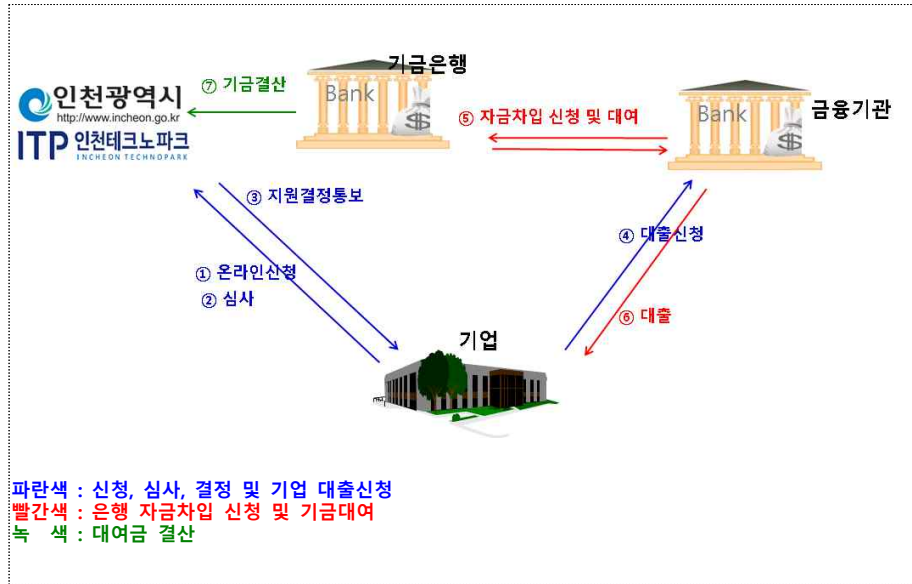 기금은행
Bank
⑦ 기금결산
인천광역시
http://www.incheon.go.kr
ITP 인천테크노파크
INCHEON TECHNOPARK
⑤ 자금차입 신청 및 대여
Bank
금융기관
③ 지원결정통보
① 온라인신청
② 심사
④ 대출신청
⑥ 대출
기업
파란색 : 신청, 심사, 결정 및 기업 대출신청
빨간색 : 은행 자금차입 신청 및 기금대여
녹 색 : 대여금 결산